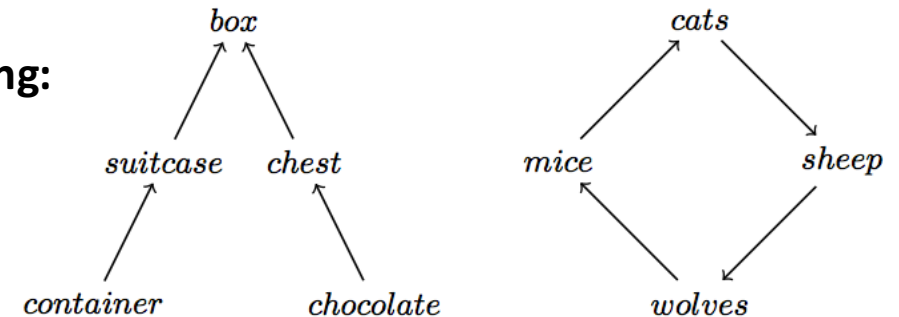 box
cats
ng:
suitcase chest
mice
sheep
container
chocolate
wolves